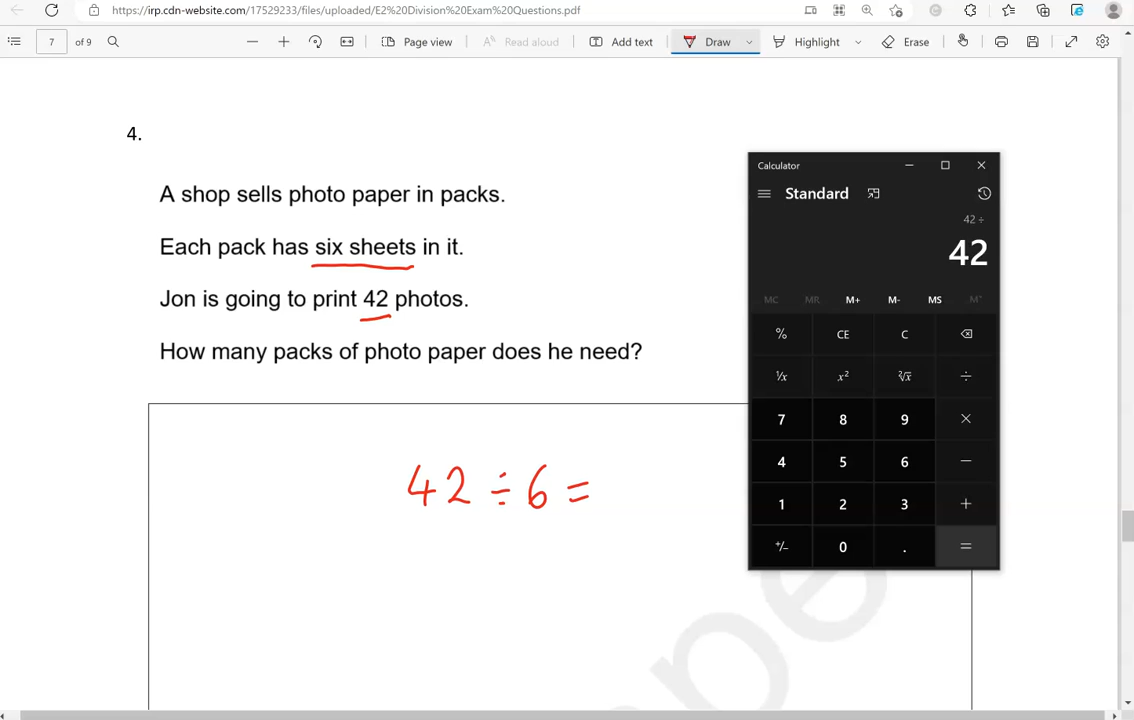 https://irp.cdn-website.com/17529233/files/uploaded/E2%20Division%20Exam%20Questions.pdf
7 of 9
Page view
Read aloud
Add text
Draw
Highlight
Erase
4.
A shop sells photo paper in packs.
Each pack has six sheets in it.
Jon is going to print 42 photos.
How many packs of photo paper does he need?
42 ÷ 6 =
Calculator
Standard
42 ÷
42
MC MR M+ M- MS M˅
% CE C
1/x x² ²√x ÷
7 8 9 ×
4 5 6 −
1 2 3 +
+/- 0 . =